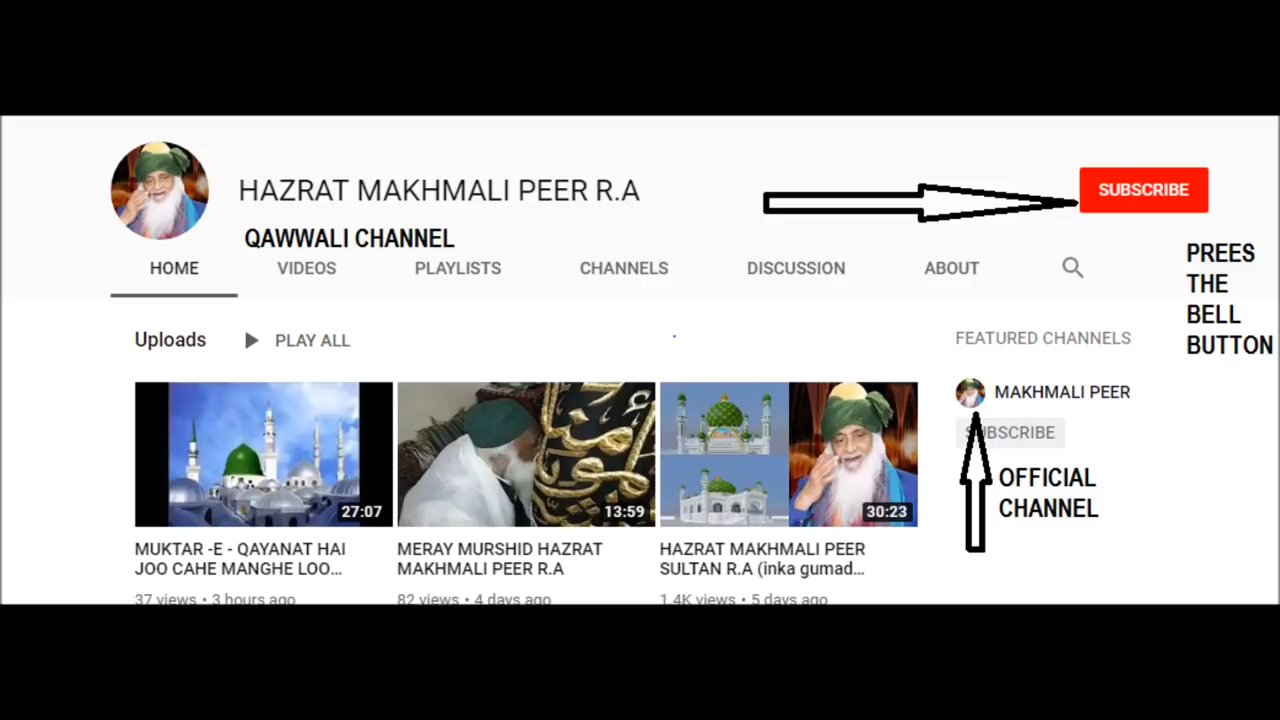 HAZRAT MAKHMALI PEER R.A
SUBSCRIBE
QAWWALI CHANNEL
HOME VIDEOS PLAYLISTS CHANNELS DISCUSSION ABOUT
PREES
THE
BELL
BUTTON
Uploads PLAY ALL
FEATURED CHANNELS
MAKHMALI PEER
SUBSCRIBE
OFFICIAL
CHANNEL
27:07
13:59
30:23
MUKTAR -E - QAYANAT HAI
JOO CAHE MANGHE LOO...
37 views • 3 hours ago
MERAY MURSHID HAZRAT
MAKHMALI PEER R.A
82 views • 4 days ago
HAZRAT MAKHMALI PEER
SULTAN R.A (inka gumad...
1.4K views • 5 days ago